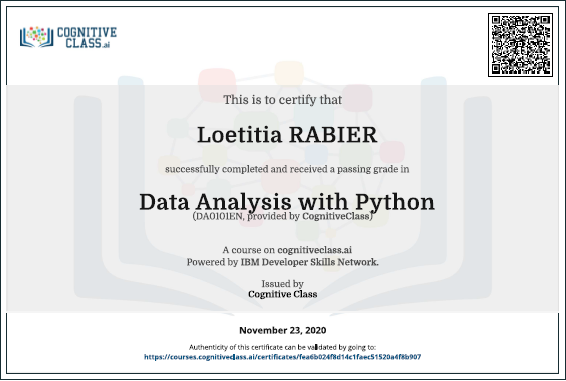 COGNITIVE
CLASS.ai
This is to certify that
Loetitia RABIER
successfully completed and received a passing grade in
Data Analysis with Python
(DA0101EN, provided by CognitiveClass)
A course on cognitiveclass.ai
Powered by IBM Developer Skills Network.
Issued by
Cognitive Class
November 23, 2020
Authenticity of this certificate can be validated by going to:
https://courses.cognitiveclass.ai/certificates/fea6b024f8d14c1faec51520a4f8b907